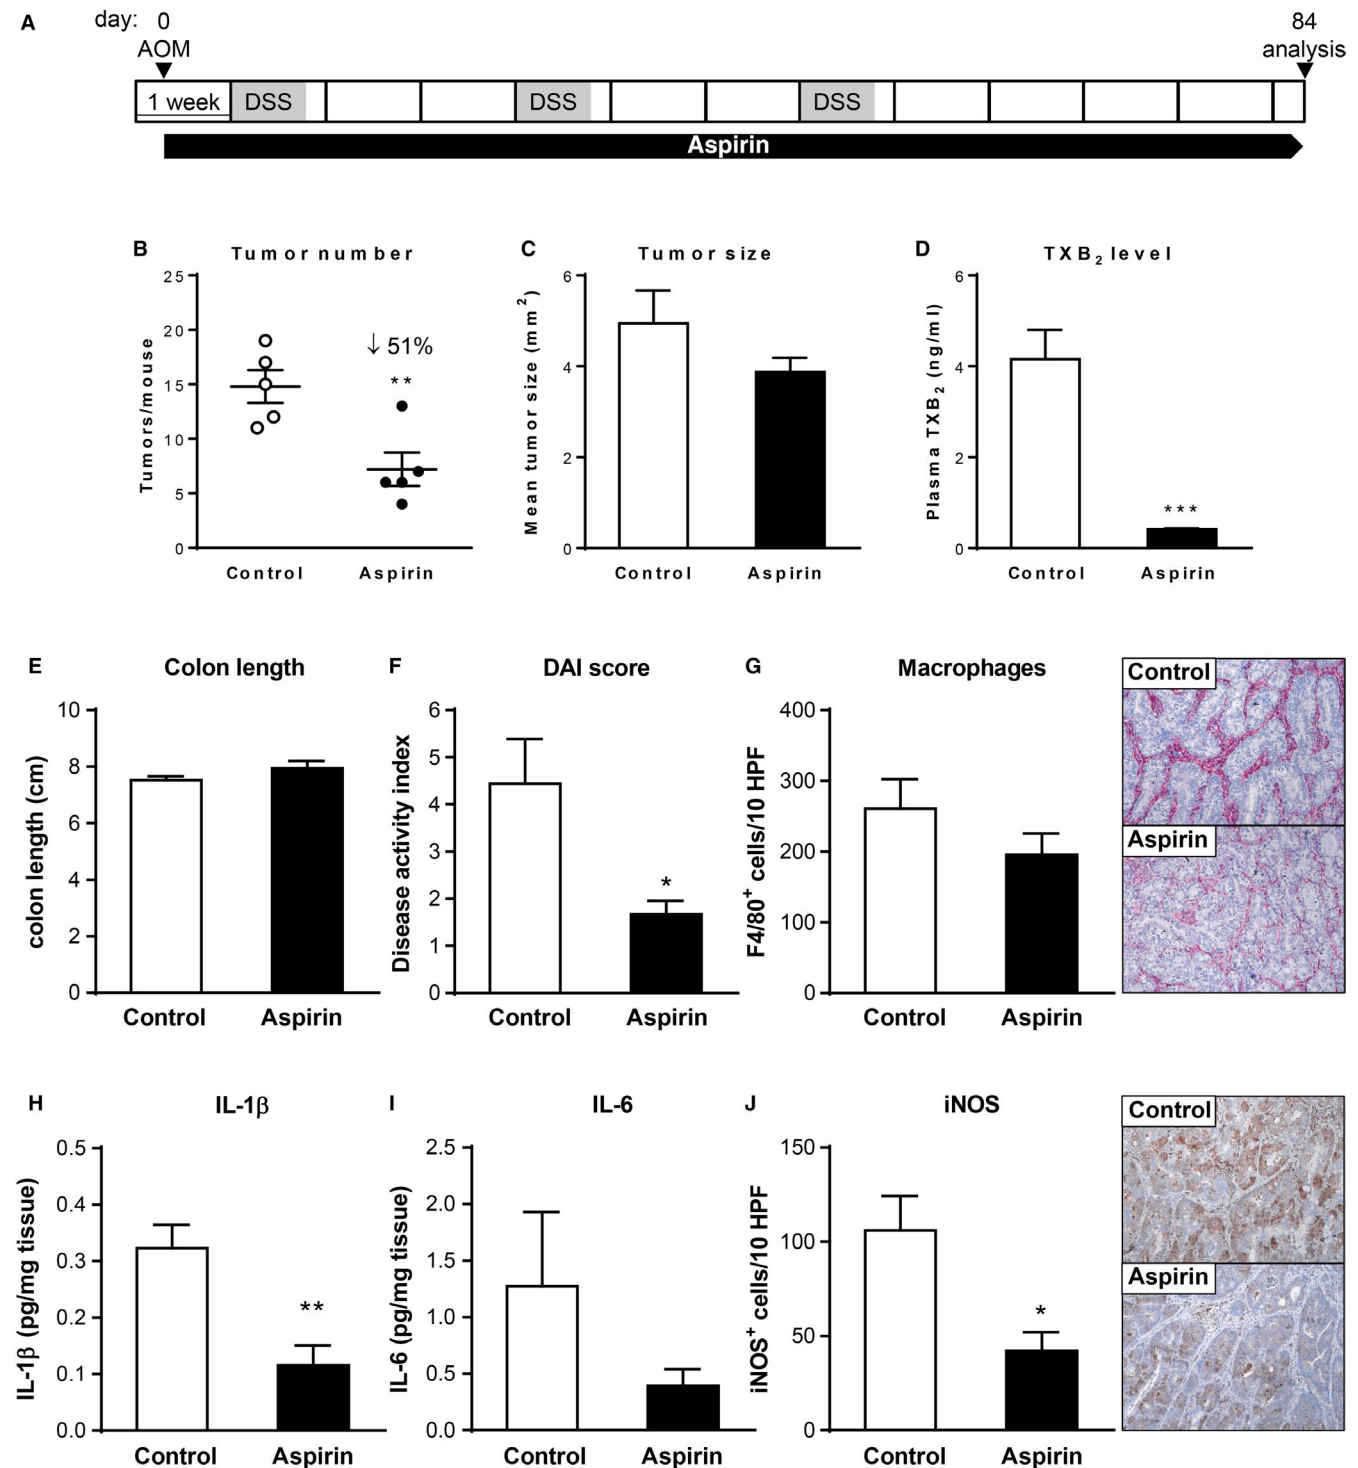 A
day: 0
AOM
84
analysis
1 week DSS DSS DSS
Aspirin
B
Tumor number
Tumors/mouse
25
20
15
10
5
0
↓ 51%
**
Control Aspirin
C
Tumor size
Mean tumor size (mm²)
6
4
2
0
Control Aspirin
D
TXB₂ level
Plasma TXB₂ (ng/ml)
6
4
2
0
***
Control Aspirin
E
Colon length
colon length (cm)
10
8
6
4
2
0
Control Aspirin
F
DAI score
Disease activity index
6
5
4
3
2
1
0
*
Control Aspirin
G
Macrophages
F4/80⁺ cells/10 HPF
400
300
200
100
0
Control Aspirin
Control
Aspirin
H
IL-1β
IL-1β (pg/mg tissue)
0.5
0.4
0.3
0.2
0.1
0.0
**
Control Aspirin
I
IL-6
IL-6 (pg/mg tissue)
2.5
2.0
1.5
1.0
0.5
0.0
Control Aspirin
J
iNOS
iNOS⁺ cells/10 HPF
150
100
50
0
*
Control Aspirin
Control
Aspirin